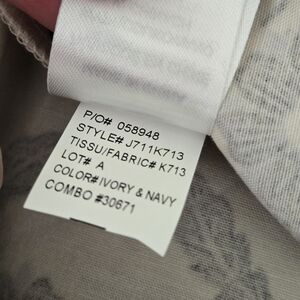 P/O# 058948
STYLE# J711K713
TISSU/FABRIC# K713
LOT# A
COLOR# IVORY & NAVY
COMBO #30671